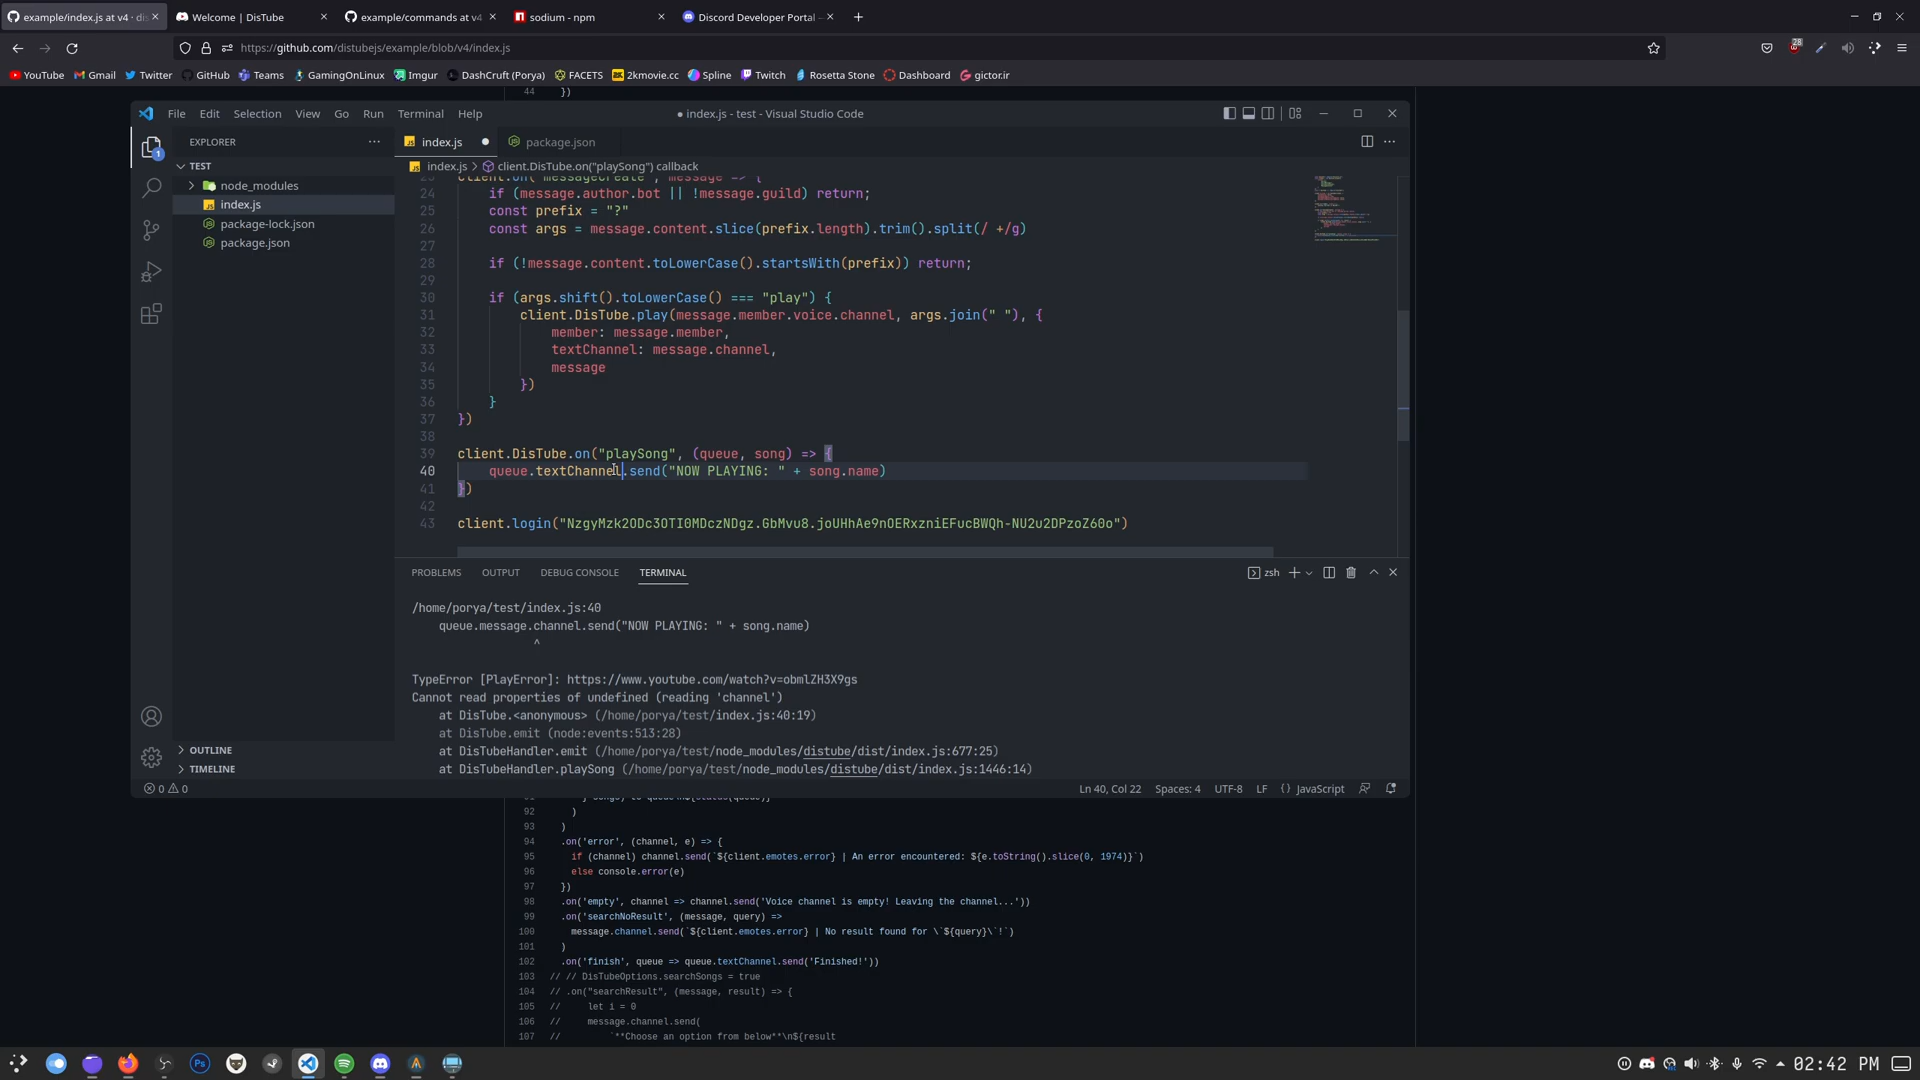 example/index.js at v4 · dis
Welcome | DisTube
example/commands at v4 ·
sodium - npm
Discord Developer Portal —
https://github.com/distubejs/example/blob/v4/index.js
28
YouTube
Gmail
Twitter
GitHub
Teams
GamingOnLinux
Imgur
DashCruft (Porya)
FACETS
2kmovie.cc
Spline
Twitch
Rosetta Stone
Dashboard
gictor.ir
44 })
File Edit Selection View Go Run Terminal Help
● index.js - test - Visual Studio Code
EXPLORER
index.js
package.json
TEST
index.js > client.DisTube.on("playSong") callback
node_modules
index.js
package-lock.json
package.json
1
23 client.on("messageCreate", message => {
24 if (message.author.bot || !message.guild) return;
25 const prefix = "?"
26 const args = message.content.slice(prefix.length).trim().split(/ +/g)
27
28 if (!message.content.toLowerCase().startsWith(prefix)) return;
29
30 if (args.shift().toLowerCase() === "play") {
31 client.DisTube.play(message.member.voice.channel, args.join(" "), {
32 member: message.member,
33 textChannel: message.channel,
34 message
35 })
36 }
37 })
38
39 client.DisTube.on("playSong", (queue, song) => {
40 queue.textChannel.send("NOW PLAYING: " + song.name)
41 })
42
43 client.login("NzgyMzk2ODc3OTI0MDczNDgz.GbMvu8.joUHhAe9nOERxzniEFucBWQh-NU2u2DPzoZ60o")
PROBLEMS OUTPUT DEBUG CONSOLE TERMINAL
zsh
/home/porya/test/index.js:40
queue.message.channel.send("NOW PLAYING: " + song.name)
^
TypeError [PlayError]: https://www.youtube.com/watch?v=obmlZH3X9gs
Cannot read properties of undefined (reading 'channel')
at DisTube.<anonymous> (/home/porya/test/index.js:40:19)
at DisTube.emit (node:events:513:28)
at DisTubeHandler.emit (/home/porya/test/node_modules/distube/dist/index.js:677:25)
at DisTubeHandler.playSong (/home/porya/test/node_modules/distube/dist/index.js:1446:14)
OUTLINE
TIMELINE
0 0
Ln 40, Col 22 Spaces: 4 UTF-8 LF {} JavaScript
92 )
93 )
94 .on('error', (channel, e) => {
95 if (channel) channel.send(`${client.emotes.error} | An error encountered: ${e.toString().slice(0, 1974)}`)
96 else console.error(e)
97 })
98 .on('empty', channel => channel.send('Voice channel is empty! Leaving the channel...'))
99 .on('searchNoResult', (message, query) =>
100 message.channel.send(`${client.emotes.error} | No result found for \`${query}\`!`)
101 )
102 .on('finish', queue => queue.textChannel.send('Finished!'))
103 // // DisTubeOptions.searchSongs = true
104 // .on("searchResult", (message, result) => {
105 // let i = 0
106 // message.channel.send(
107 // `**Choose an option from below**\n${result
Ps
02:42 PM